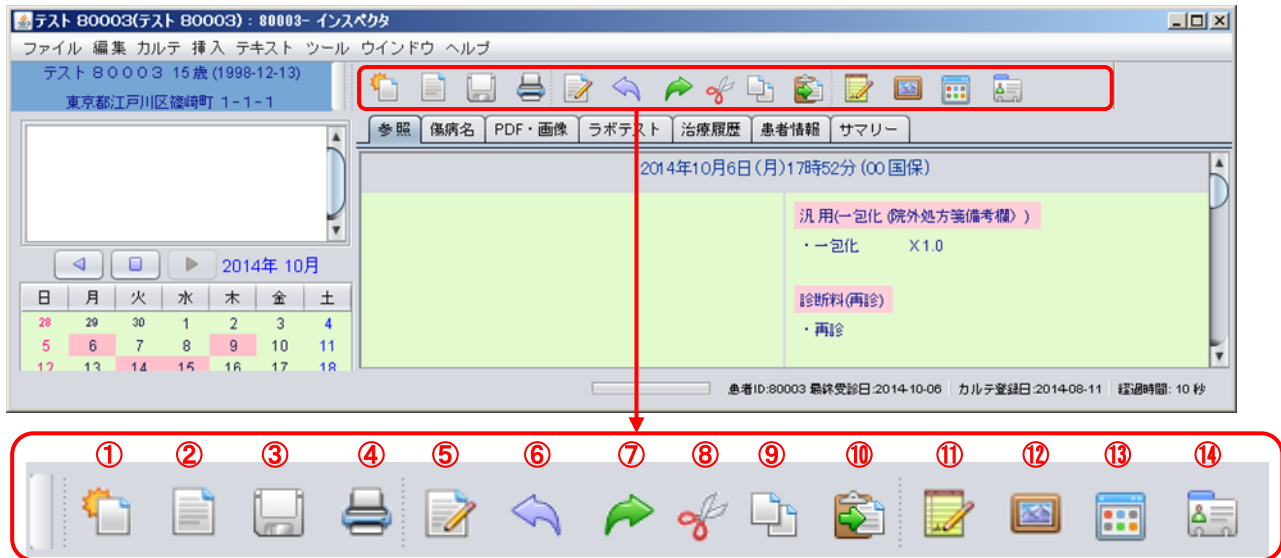 テスト 80003(テスト 80003) : 80003- インスペクタ
ファイル 編集 カルテ 挿入 テキスト ツール ウインドウ ヘルプ
テスト８０００３ 15歳 (1998-12-13)
東京都江戸川区篠崎町 １－１－１
参照 傷病名 PDF・画像 ラボテスト 治療履歴 患者情報 サマリー
2014年10月6日(月)17時52分 (00 国保)
汎用(一包化 (院外処方箋備考欄) )
・一包化 X 1.0
診断料(再診)
・再診
2014年 10月
日 月 火 水 木 金 土
28 29 30 1 2 3 4
5 6 7 8 9 10 11
12 13 14 15 16 17 18
患者ID:80003 最終受診日:2014-10-06 カルテ登録日:2014-08-11 経過時間: 10 秒
① ② ③ ④ ⑤ ⑥ ⑦ ⑧ ⑨ ⑩ ⑪ ⑫ ⑬ ⑭